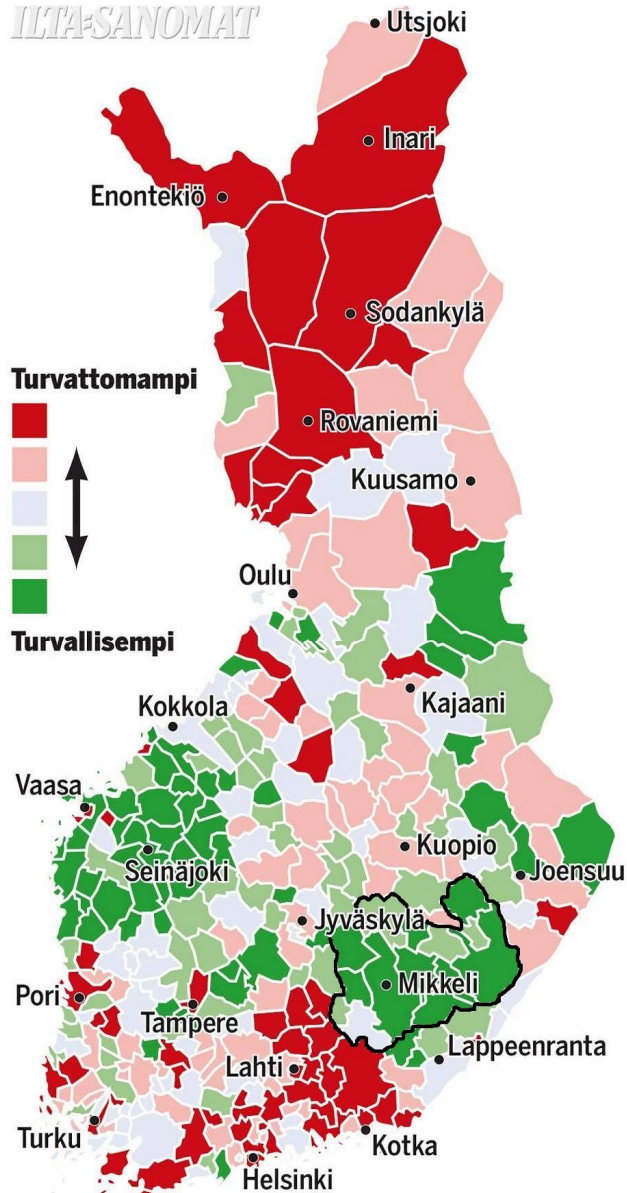 ILTA=SANOMAT
Utsjoki
Inari
Enontekiö
Sodankylä
Turvattomampi
Rovaniemi
Kuusamo
Oulu
Turvallisempi
Kajaani
Kokkola
Vaasa
Kuopio
Seinäjoki
Joensuu
Jyväskylä
Mikkeli
Pori
Tampere
Lappeenranta
Lahti
Turku
Kotka
Helsinki